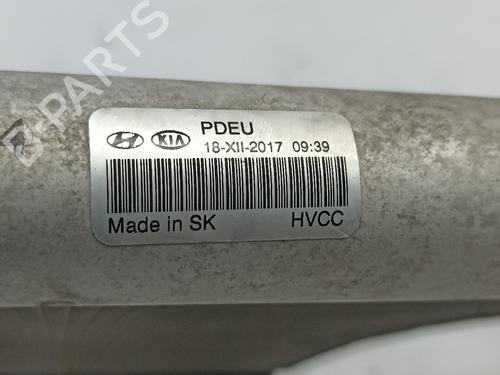 B PARTS
KIA PDEU
18-XII-2017 09:39
Made in SK HVCC